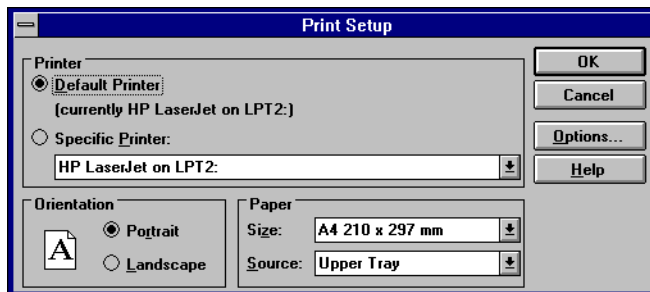 Print Setup
Printer
Default Printer
(currently HP LaserJet on LPT2:)
Specific Printer:
HP LaserJet on LPT2:
OK
Cancel
Options...
Help
Orientation
A
Portrait
Landscape
Paper
Size: A4 210 x 297 mm
Source: Upper Tray